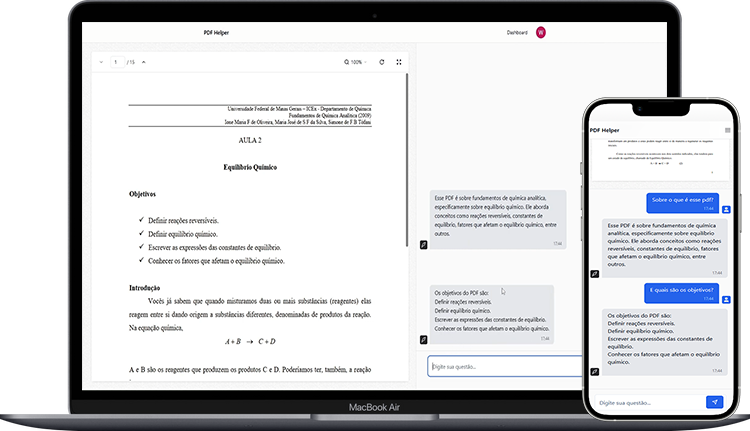 PDF Helper
Dashboard
W
1 / 15
100%
Universidade Federal de Minas Gerais – ICEx - Departamento de Química
Fundamentos de Química Analítica (2009)
Jose Maria F de Oliveira, Maria José de S F da Silva, Simone de F B Tófani
AULA 2
Equilíbrio Químico
Objetivos
✓ Definir reações reversíveis.
✓ Definir equilíbrio químico.
✓ Escrever as expressões das constantes de equilíbrio.
✓ Conhecer os fatores que afetam o equilíbrio químico.
Introdução
Vocês já sabem que quando misturamos duas ou mais substâncias (reagentes) elas
reagem entre si dando origem a substâncias diferentes, denominadas de produtos da reação.
Na equação química,
A + B → C + D
A e B são os reagentes que produzem os produtos C e D. Poderíamos ter, também, a reação
Esse PDF é sobre fundamentos de química analítica,
especificamente sobre equilíbrio químico. Ele aborda
conceitos como reações reversíveis, constantes de
equilíbrio, fatores que afetam o equilíbrio químico, entre
outros.
17:44
Os objetivos do PDF são:
Definir reações reversíveis.
Definir equilíbrio químico.
Escrever as expressões das constantes de equilíbrio.
Conhecer os fatores que afetam o equilíbrio químico.
17:44
Digite sua questão...
MacBook Air
PDF Helper
Sobre o que é esse pdf?
17:44
Esse PDF é sobre fundamentos de química
analítica, especificamente sobre equilíbrio
químico. Ele aborda conceitos como reações
reversíveis, constantes de equilíbrio, fatores
que afetam o equilíbrio químico, entre
outros.
17:44
E quais são os objetivos?
17:44
Os objetivos do PDF são:
Definir reações reversíveis.
Definir equilíbrio químico.
Escrever as expressões das constantes de
equilíbrio.
Conhecer os fatores que afetam o equilíbrio
químico.
17:44
Digite sua questão...